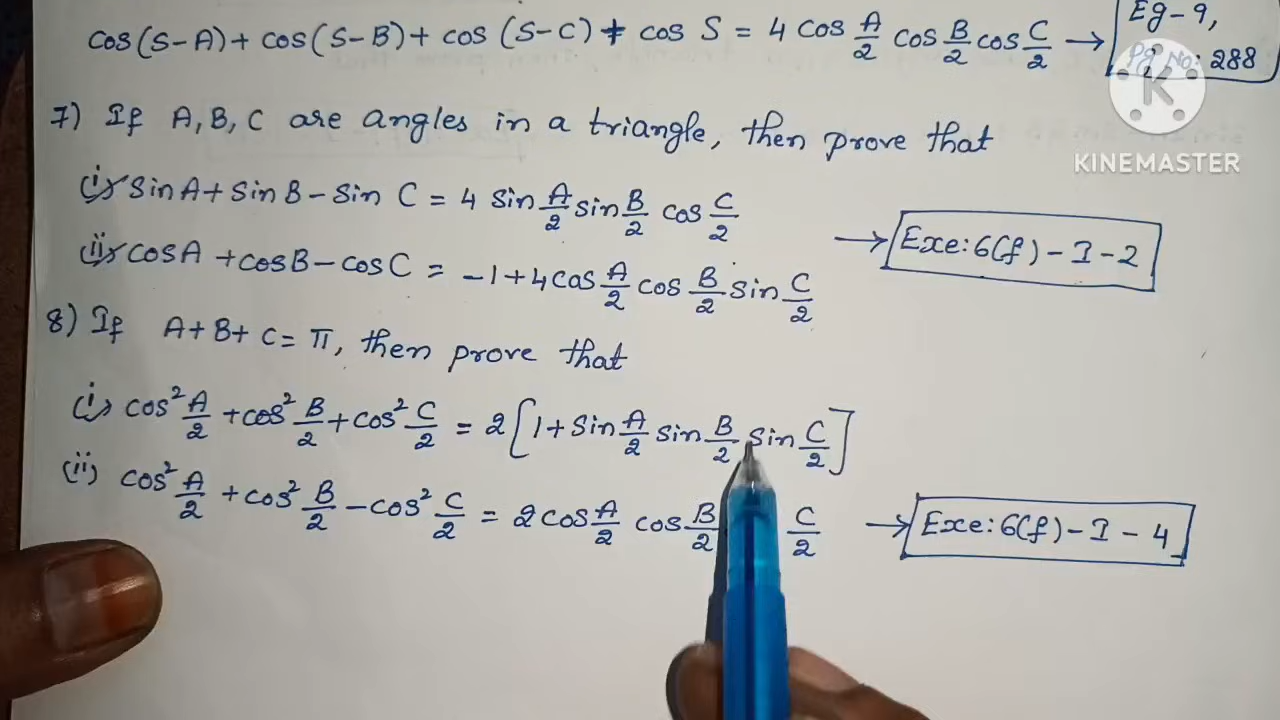 cos(S-A)+ cos(S-B)+ cos(S-C) + cos S = 4 cos A/2 cos B/2 cos C/2 → Eg-9,
288
KINEMASTER
7) If A, B, C are angles in a triangle, then prove that
(i) sin A + sin B - sin C = 4 sin A/2 sin B/2 cos C/2
(ii) cos A + cos B - cos C = -1 + 4 cos A/2 cos B/2 sin C/2
→ Exe: 6(f) - I - 2
8) If A+B+C = π, then prove that
(i) cos² A/2 + cos² B/2 + cos² C/2 = 2[1 + sin A/2 sin B/2 sin C/2]
(ii) cos² A/2 + cos² B/2 - cos² C/2 = 2 cos A/2 cos B/2 C/2
→ Exe: 6(f) - I - 4